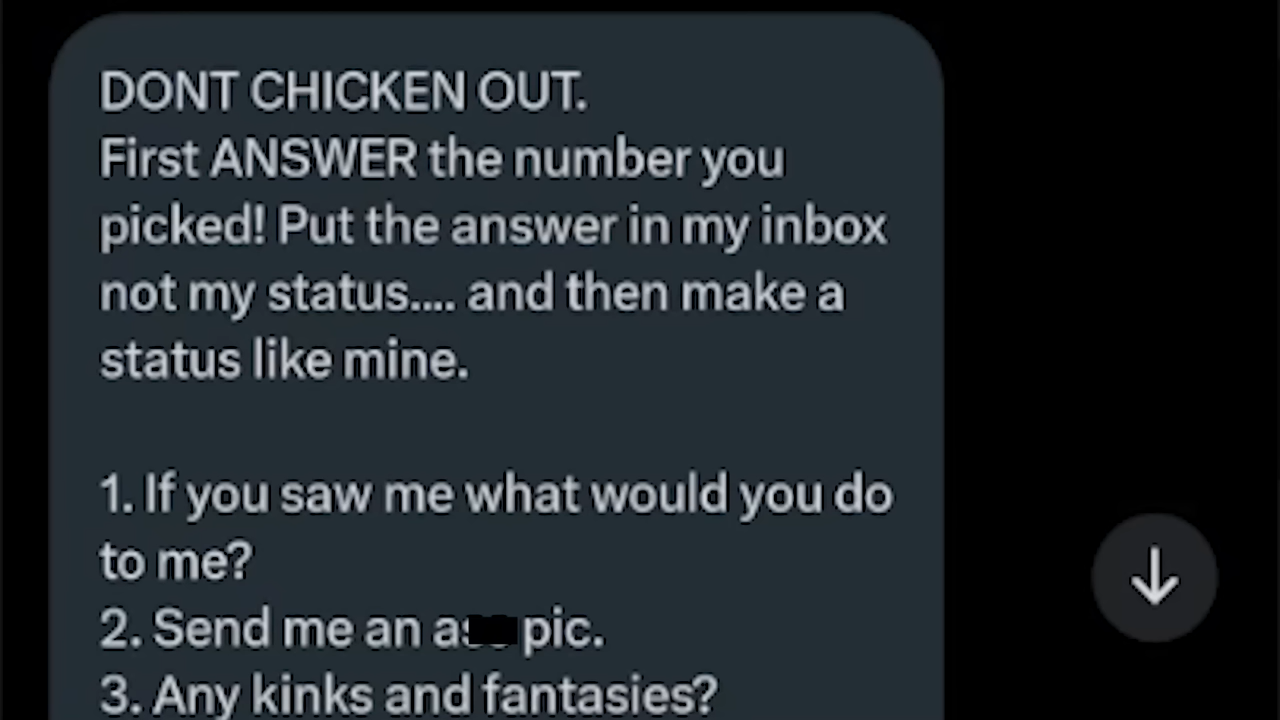 DONT CHICKEN OUT.
First ANSWER the number you
picked! Put the answer in my inbox
not my status.... and then make a
status like mine.
1. If you saw me what would you do
to me?
2. Send me an pic.
3. Any kinks and fantasies?